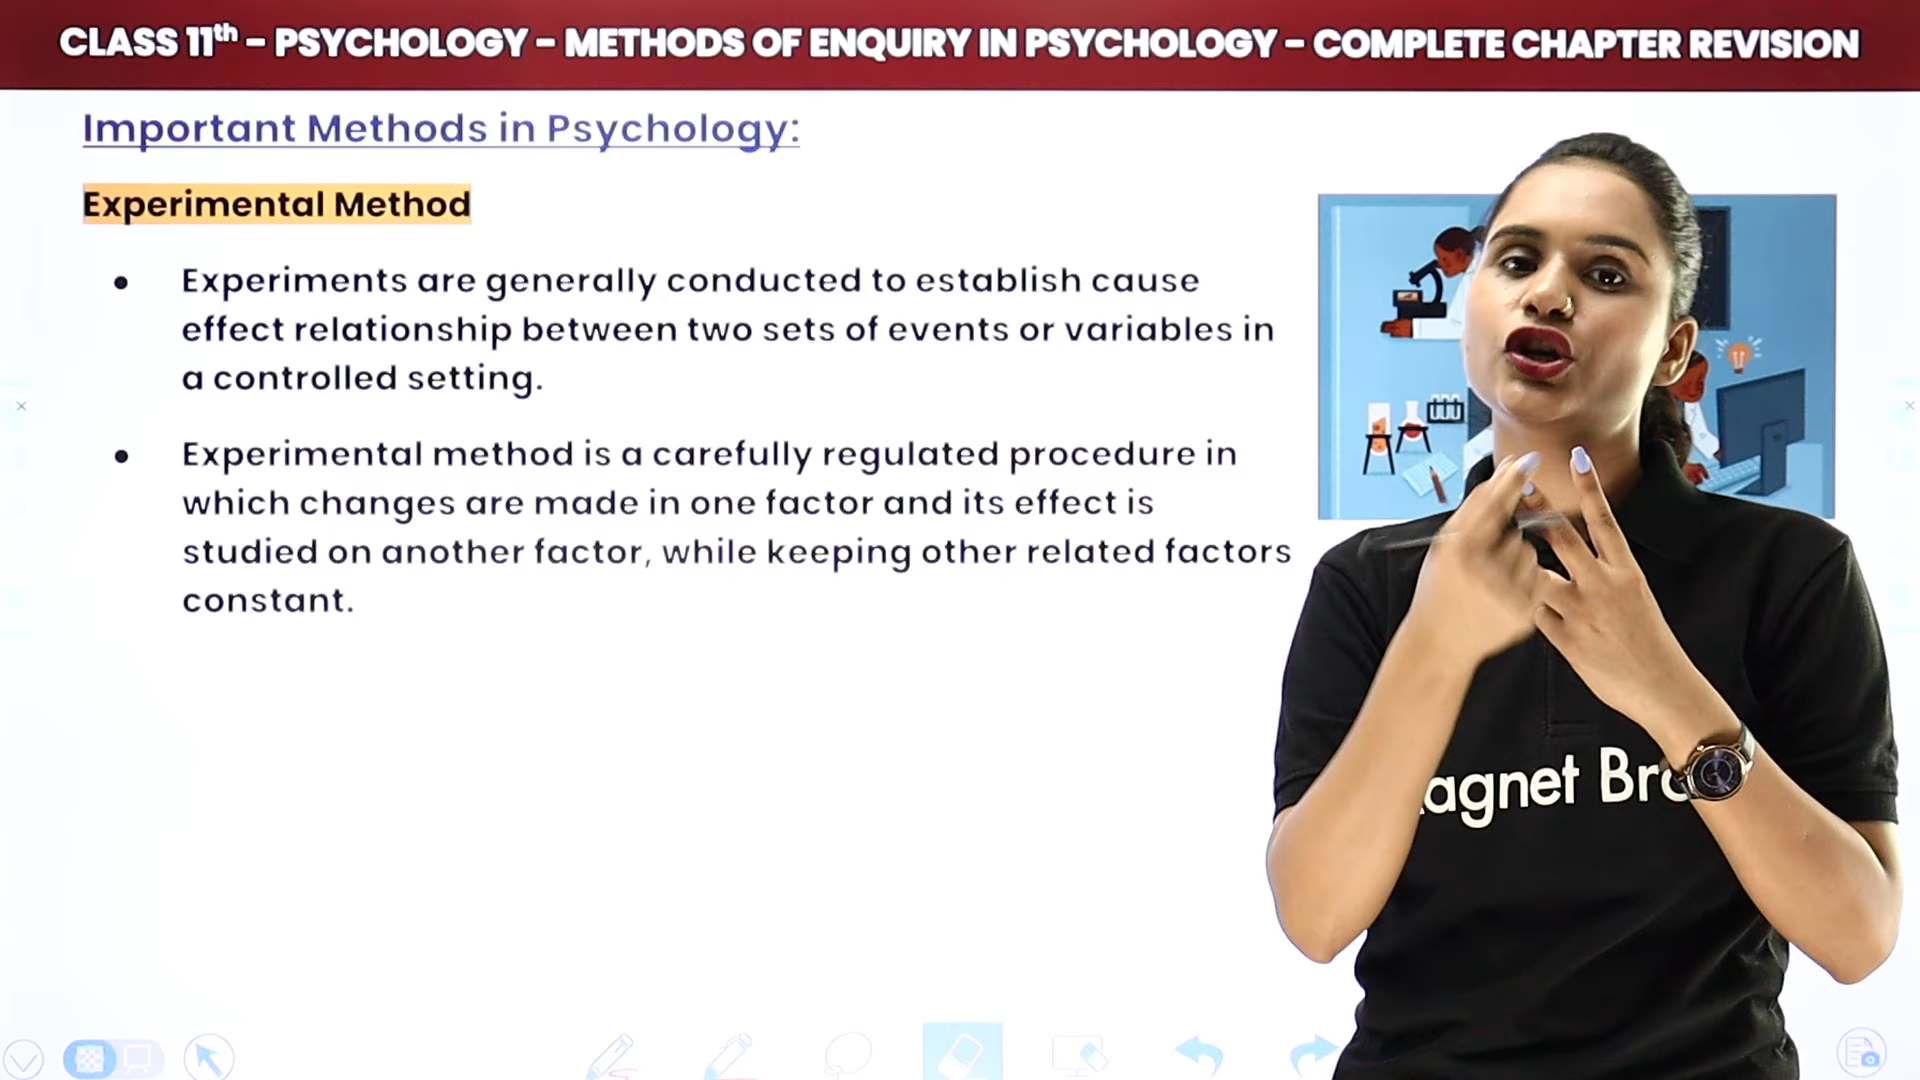 CLASS 11th – PSYCHOLOGY – METHODS OF ENQUIRY IN PSYCHOLOGY – COMPLETE CHAPTER REVISION
Important Methods in Psychology:
Experimental Method
• Experiments are generally conducted to establish cause
effect relationship between two sets of events or variables in
a controlled setting.
• Experimental method is a carefully regulated procedure in
which changes are made in one factor and its effect is
studied on another factor, while keeping other related factors
constant.
agnet Br